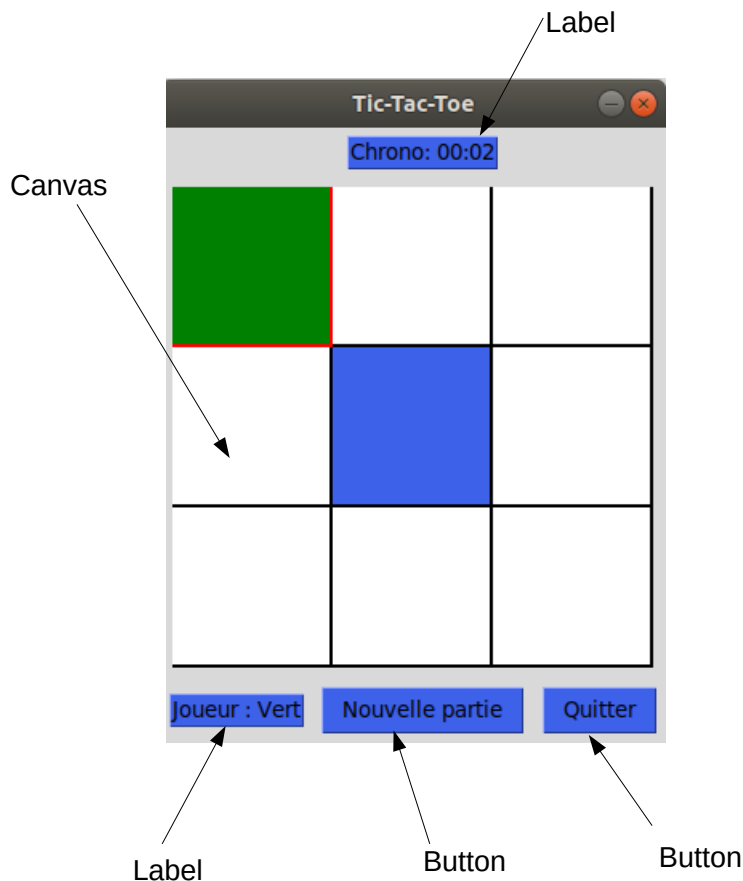 Label
Tic-Tac-Toe
Chrono: 00:02
Canvas
Joueur : Vert
Nouvelle partie
Quitter
Label
Button
Button